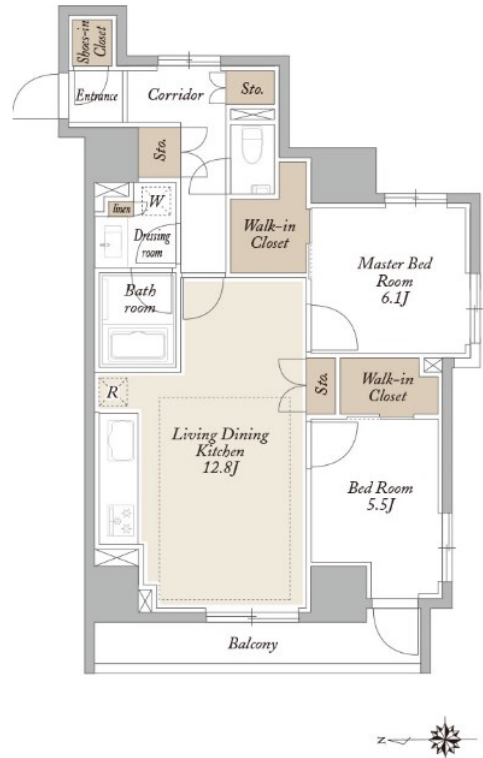 Shoes-in
Closet
Entrance
Corridor
Sto.
Sto.
linen
W
Dressing
room
Walk-in
Closet
Master Bed
Room
6.1J
Bath
room
R
Sto.
Walk-in
Closet
Living Dining
Kitchen
12.8J
Bed Room
5.5J
Balcony
N